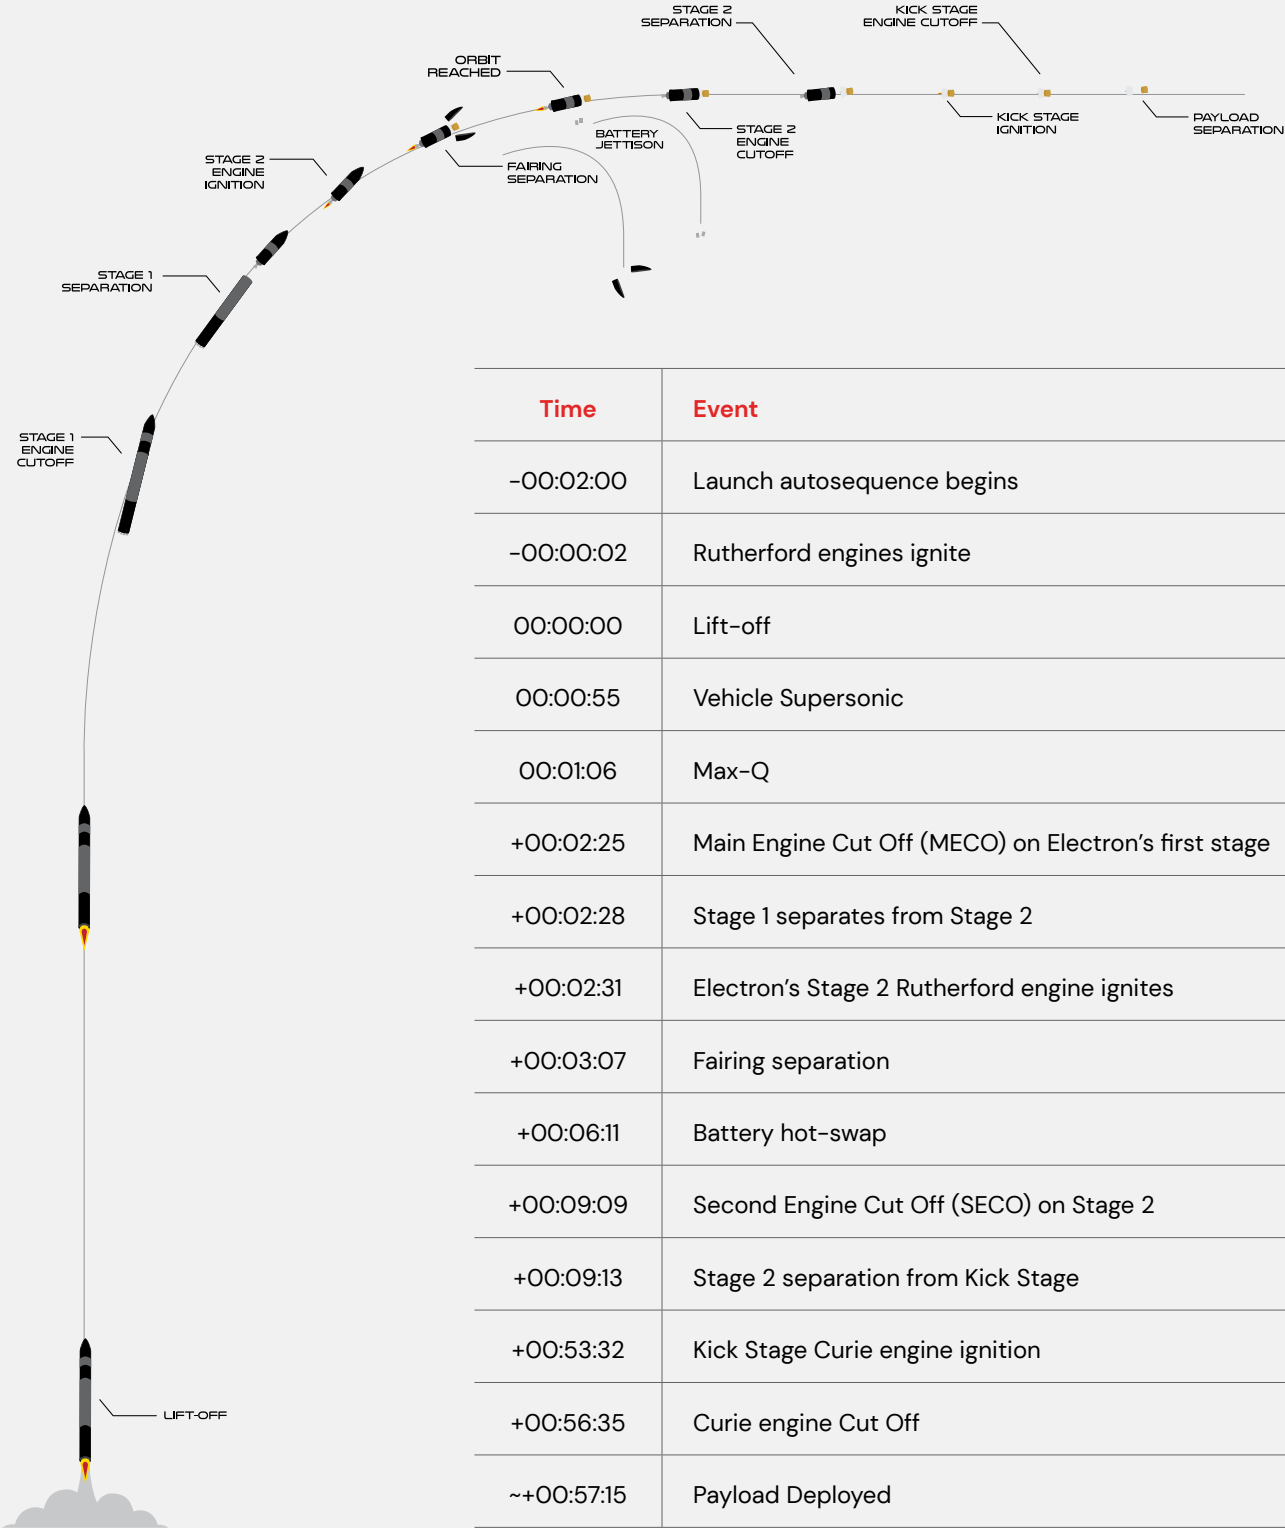 STAGE 2
SEPARATION
KICK STAGE
ENGINE CUTOFF
ORBIT
REACHED
KICK STAGE
IGNITION
PAYLOAD
SEPARATION
BATTERY
JETTISON
STAGE 2
ENGINE
CUTOFF
STAGE 2
ENGINE
IGNITION
FAIRING
SEPARATION
STAGE 1
SEPARATION
STAGE 1
ENGINE
CUTOFF
LIFT-OFF
Time Event
-00:02:00 Launch autosequence begins
-00:00:02 Rutherford engines ignite
00:00:00 Lift-off
00:00:55 Vehicle Supersonic
00:01:06 Max-Q
+00:02:25 Main Engine Cut Off (MECO) on Electron’s first stage
+00:02:28 Stage 1 separates from Stage 2
+00:02:31 Electron’s Stage 2 Rutherford engine ignites
+00:03:07 Fairing separation
+00:06:11 Battery hot-swap
+00:09:09 Second Engine Cut Off (SECO) on Stage 2
+00:09:13 Stage 2 separation from Kick Stage
+00:53:32 Kick Stage Curie engine ignition
+00:56:35 Curie engine Cut Off
~+00:57:15 Payload Deployed